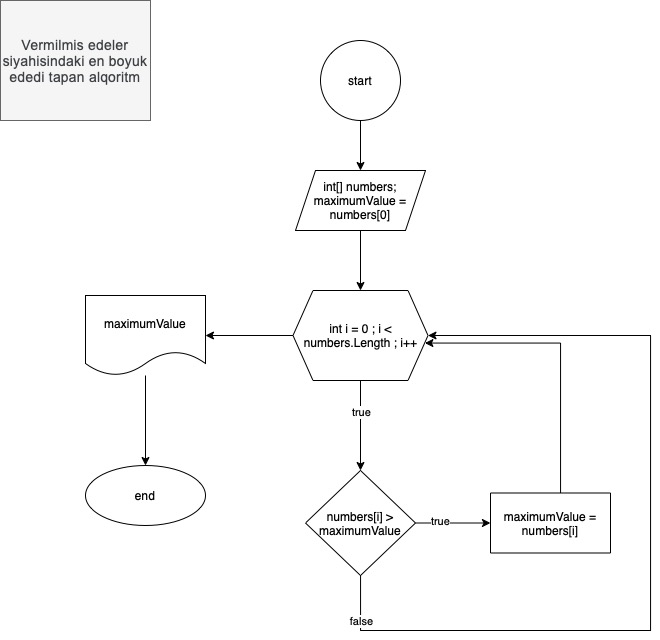 Vermilmis edeler
siyahisindaki en boyuk
ededi tapan alqoritm
start
int[] numbers;
maximumValue =
numbers[0]
int i = 0 ; i <
numbers.Length ; i++
maximumValue
true
end
numbers[i] >
maximumValue
true
maximumValue =
numbers[i]
false